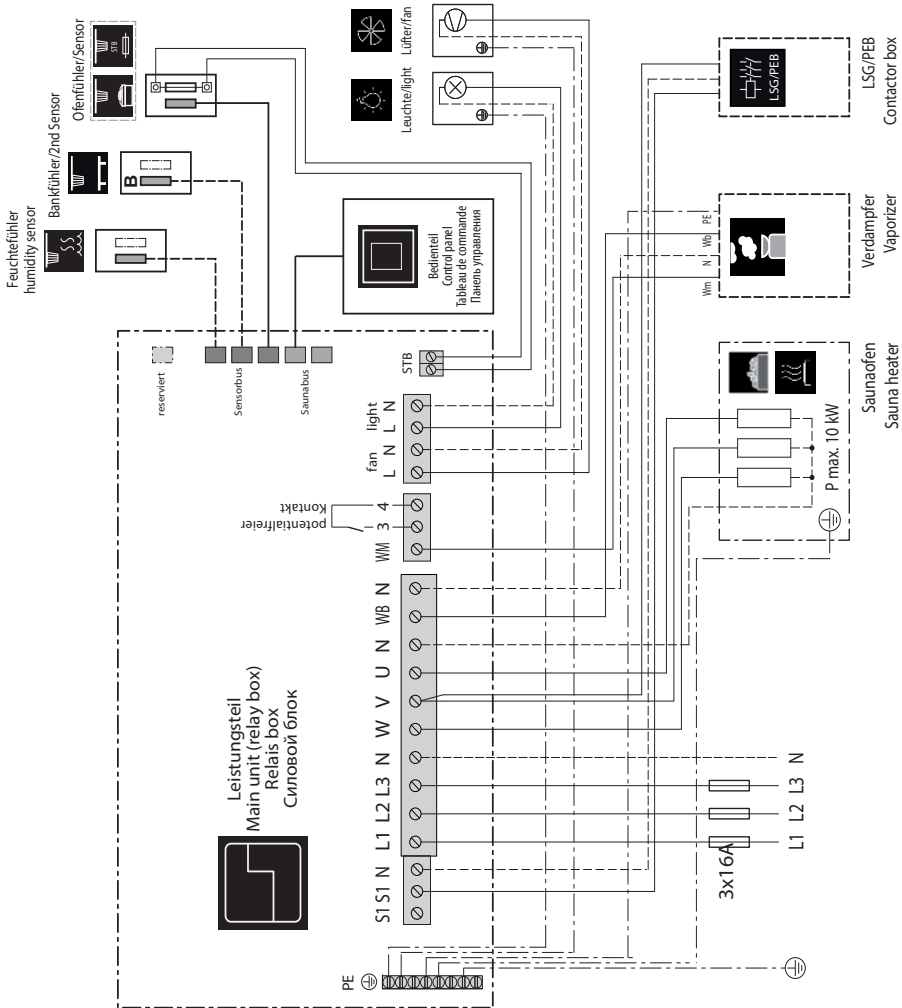 Feuchtefühler
humidity sensor
Bankfühler/2nd Sensor
Ofenfühler/Sensor
STB
B
Leuchte/light
Lüfter/fan
LSG/PEB
LSG/PEB
Contactor box
Bedienteil
Control panel
Tableau de commande
Панель управления
reserviert
Sensorbus
Saunabus
STB
light
L N
fan
L N
potentialfreier
Kontakt
WM 3 4
Leistungsteil
Main unit (relay box)
Relais box
Силовой блок
S1 S1 N
L1 L2 L3 N W V U N WB N
PE
Wm N Wb PE
Verdampfer
Vaporizer
P max. 10 kW
Saunaofen
Sauna heater
3x16A
L1 L2 L3 N